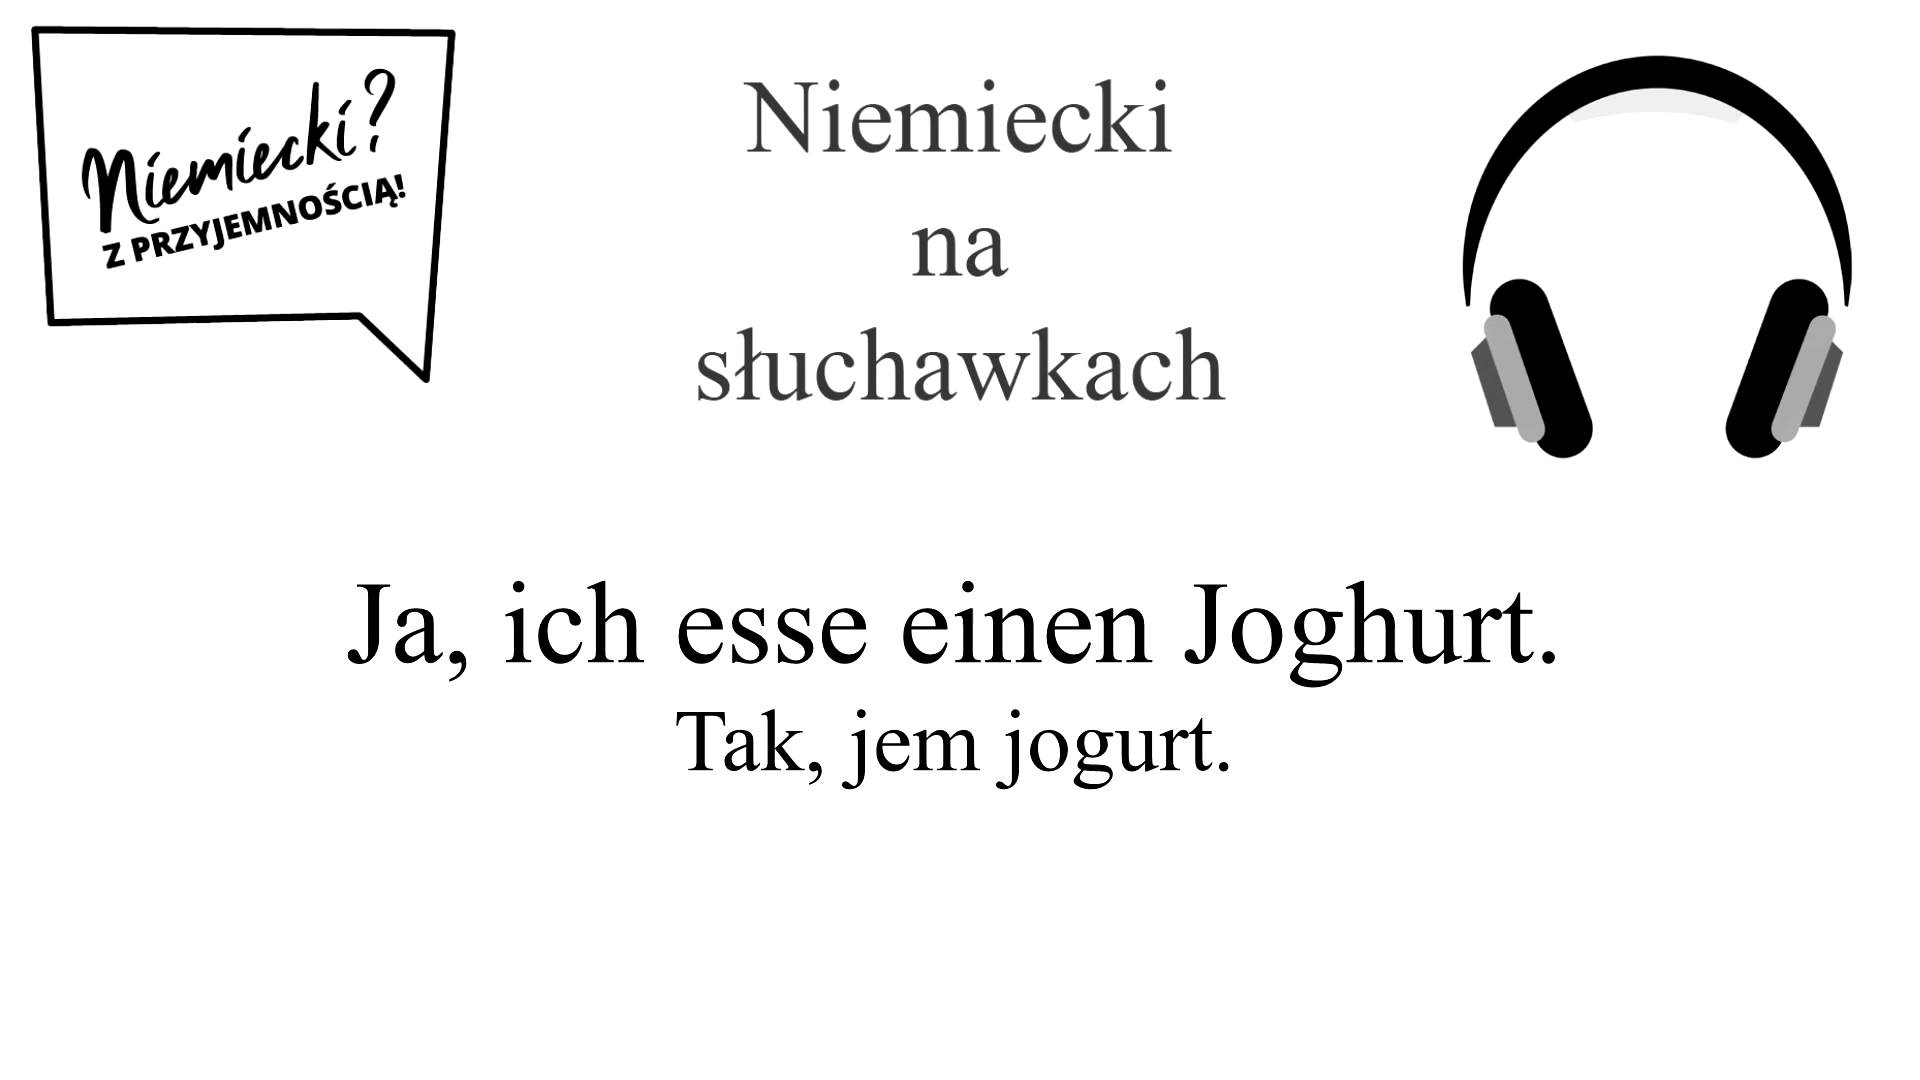 Niemiecki?
Z PRZYJEMNOŚCIĄ!
Niemiecki
na
słuchawkach
Ja, ich esse einen Joghurt.
Tak, jem jogurt.